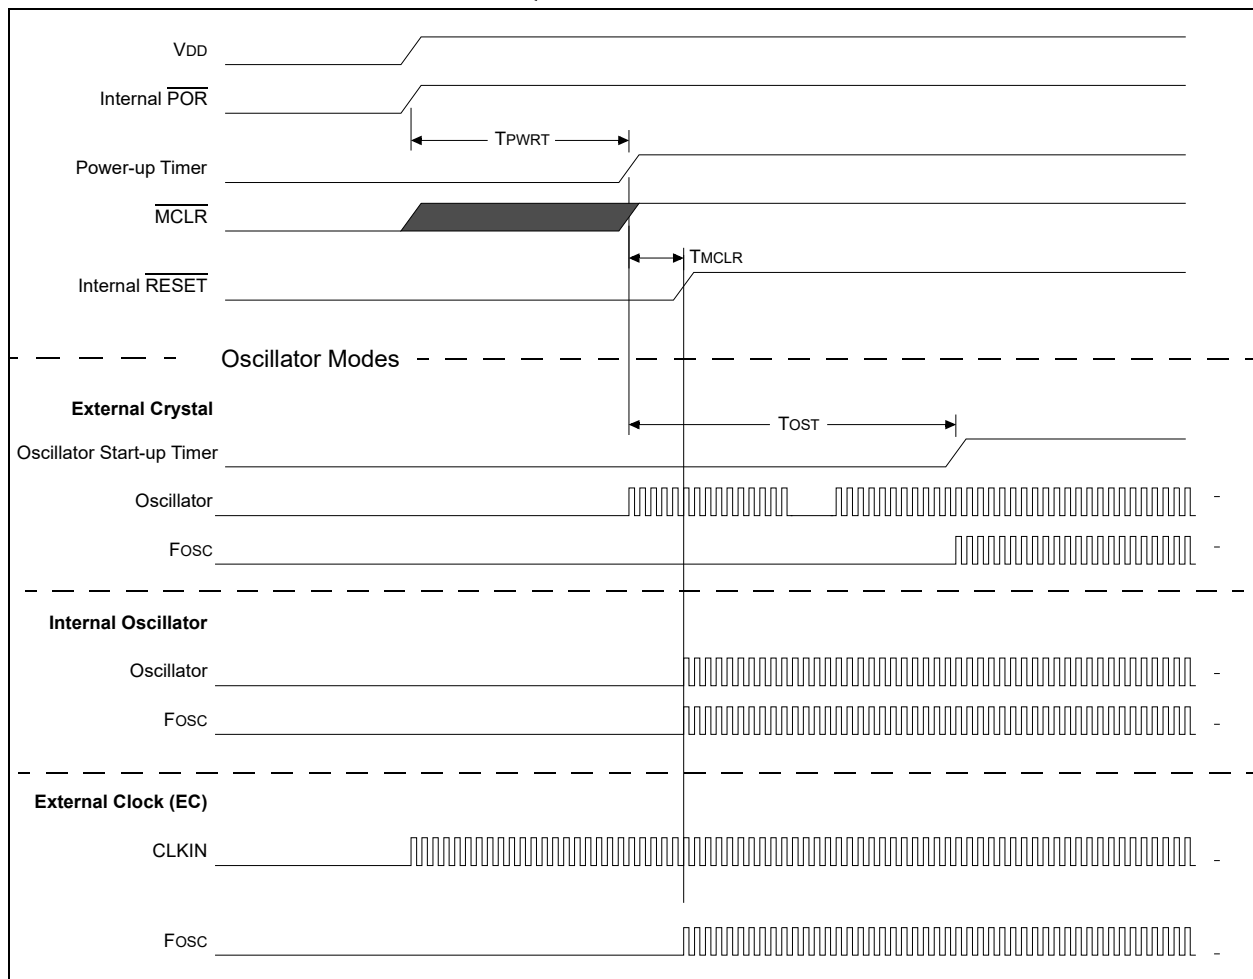 VDD
Internal POR
TPWRT
Power-up Timer
MCLR
TMCLR
Internal RESET
Oscillator Modes
External Crystal
TOST
Oscillator Start-up Timer
Oscillator
FOSC
Internal Oscillator
Oscillator
FOSC
External Clock (EC)
CLKIN
FOSC